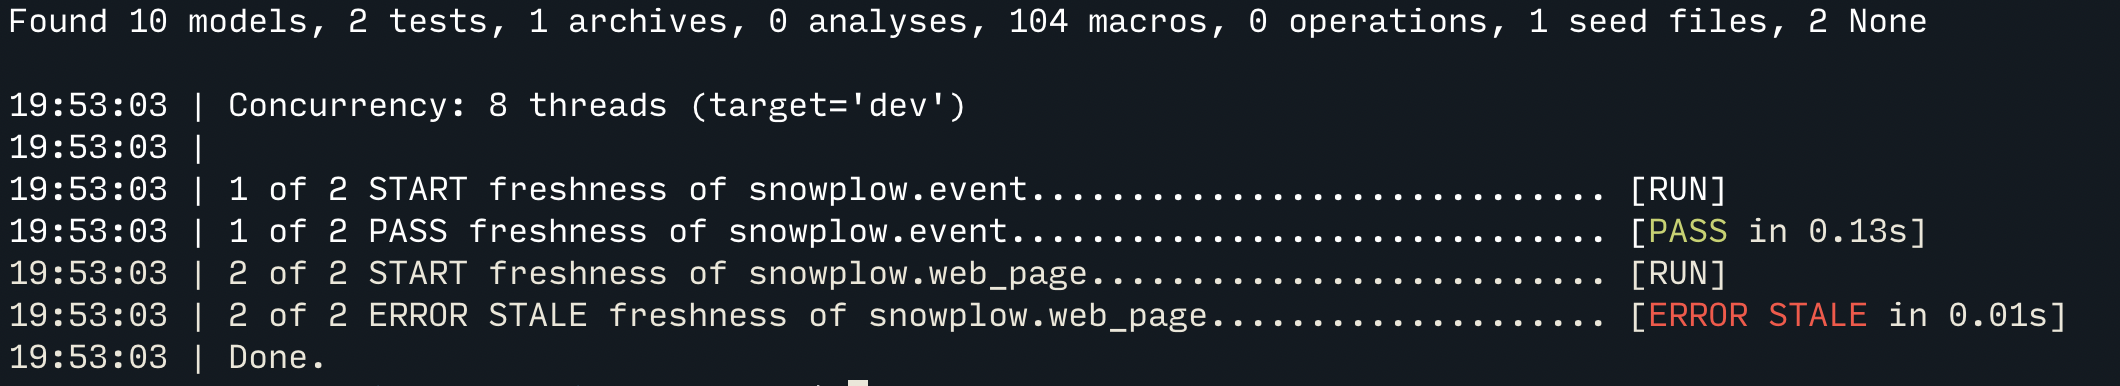 Found 10 models, 2 tests, 1 archives, 0 analyses, 104 macros, 0 operations, 1 seed files, 2 None
19:53:03 | Concurrency: 8 threads (target='dev')
19:53:03 |
19:53:03 | 1 of 2 START freshness of snowplow.event............................. [RUN]
19:53:03 | 1 of 2 PASS freshness of snowplow.event.............................. [PASS in 0.13s]
19:53:03 | 2 of 2 START freshness of snowplow.web_page.......................... [RUN]
19:53:03 | 2 of 2 ERROR STALE freshness of snowplow.web_page.................... [ERROR STALE in 0.01s]
19:53:03 | Done.